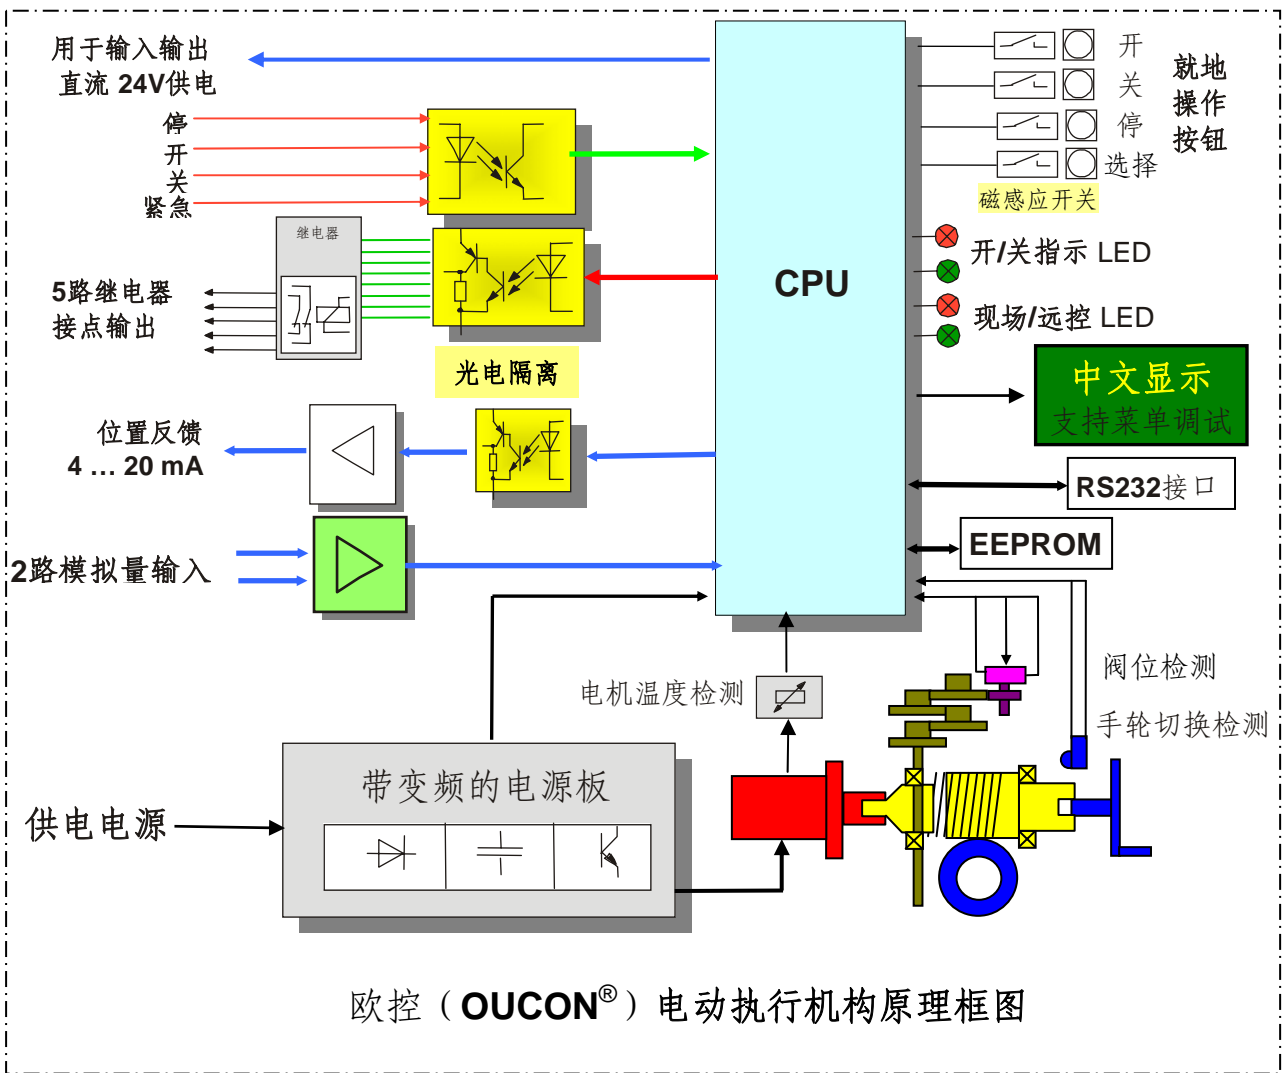 用于输入输出
直流 24V供电
停
开
关
紧急
继电器
5路继电器
接点输出
光电隔离
位置反馈
4 … 20 mA
2路模拟量输入
CPU
开
关
停
选择
就地
操作
按钮
磁感应开关
开/关指示 LED
现场/远控 LED
中文显示
支持菜单调试
RS232接口
EEPROM
阀位检测
手轮切换检测
电机温度检测
带变频的电源板
供电电源
欧控（OUCON®）电动执行机构原理框图